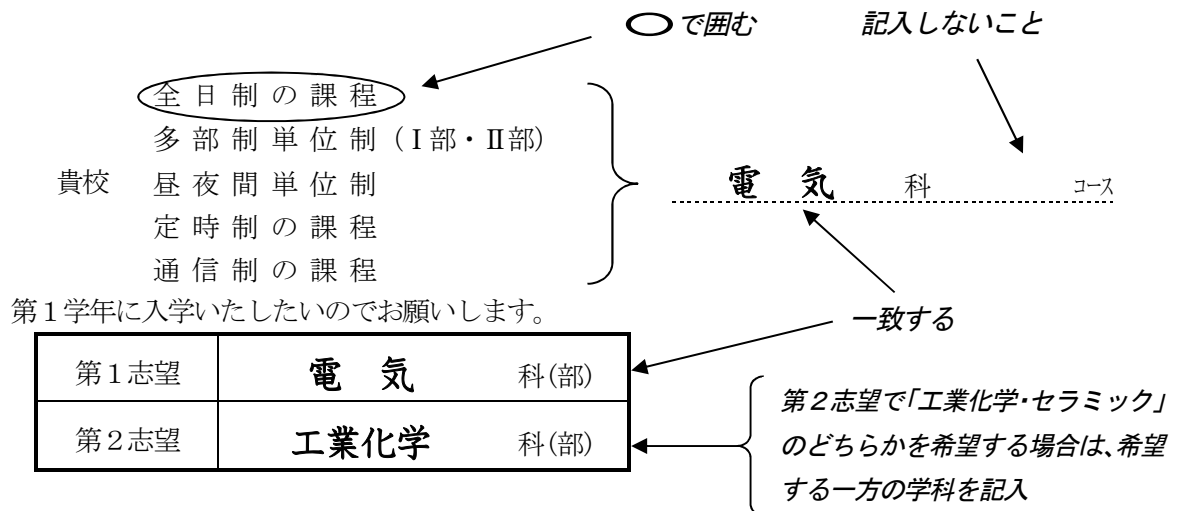 で囲む 記入しないこと
全日制の課程
多部制単位制(Ⅰ部・Ⅱ部)
貴校 昼夜間単位制 電気科 コース
定時制の課程
通信制の課程
第1学年に入学いたしたいのでお願いします。
一致する
第1志望 電気 科(部)
第2志望 工業化学 科(部)
第2志望で「工業化学・セラミック」
のどちらかを希望する場合は、希望
する一方の学科を記入